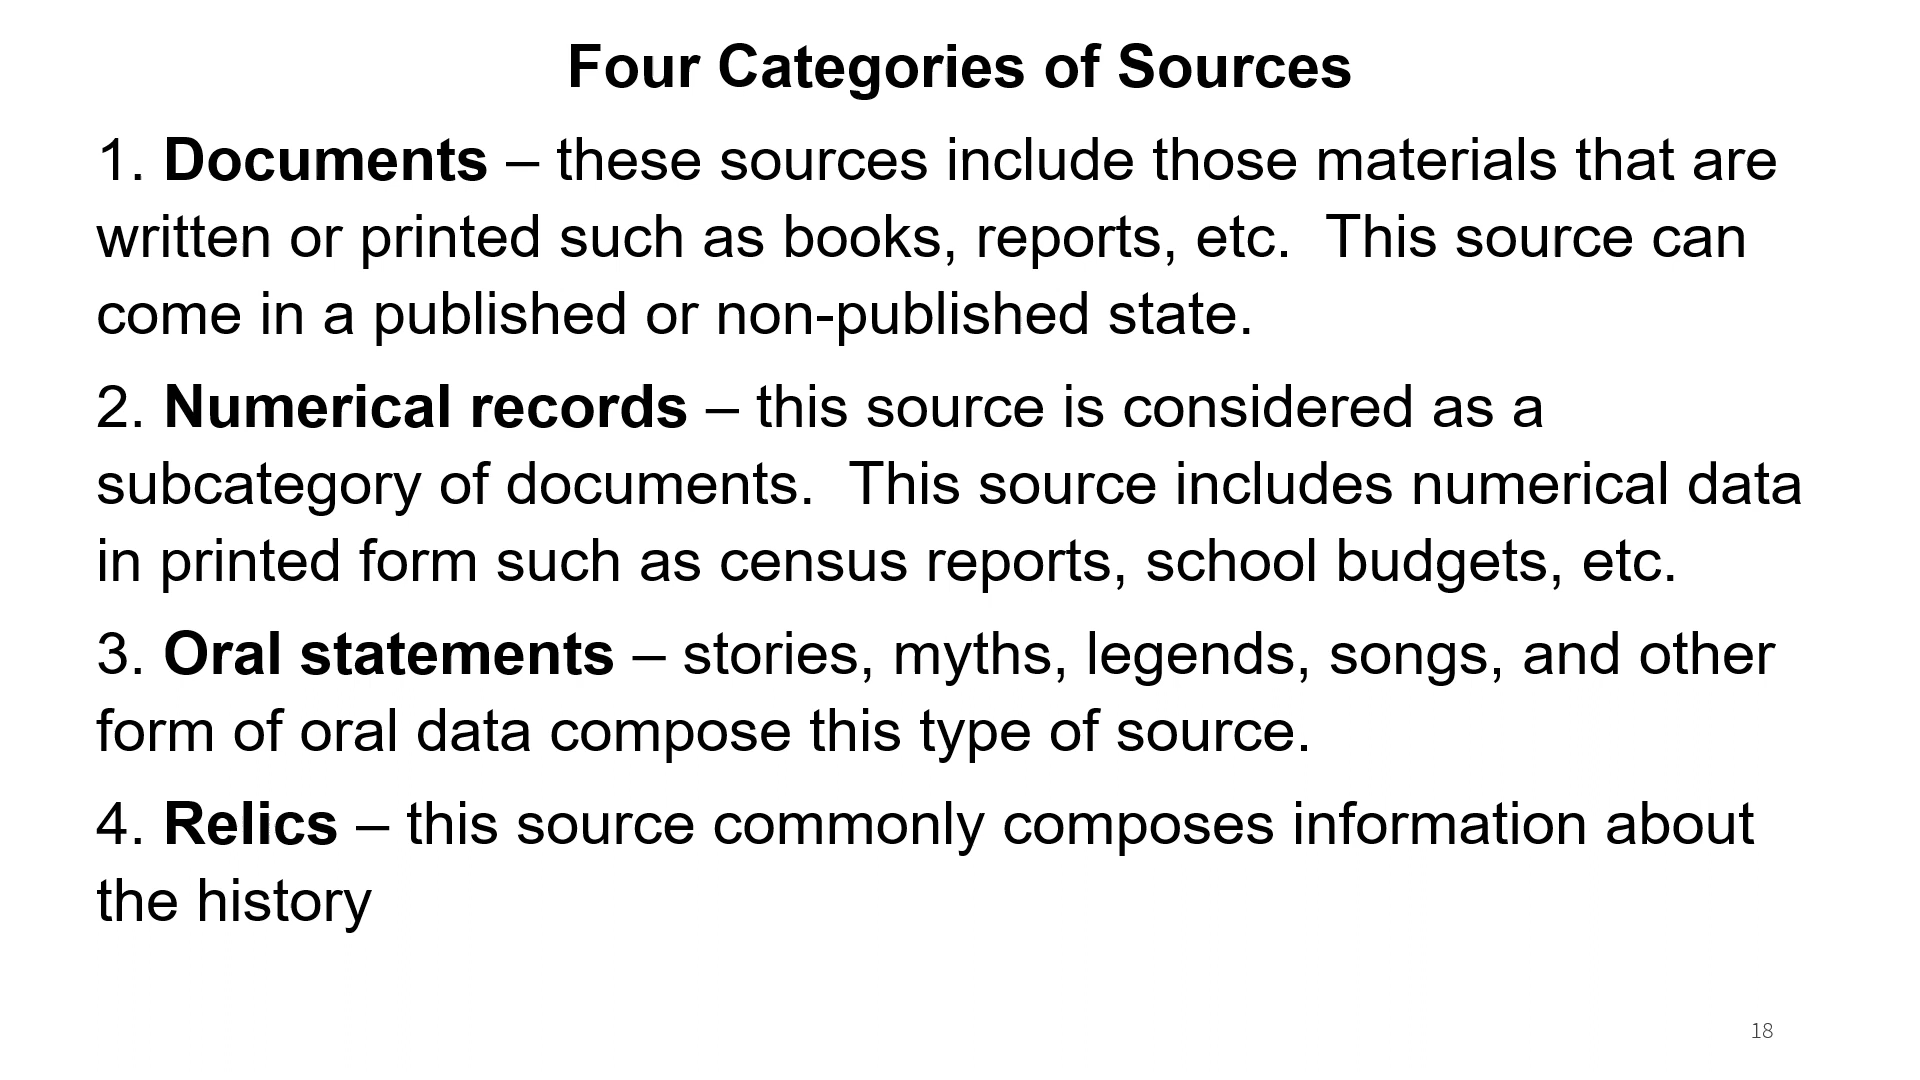 Four Categories of Sources
1. Documents – these sources include those materials that are
written or printed such as books, reports, etc.  This source can
come in a published or non-published state.
2. Numerical records – this source is considered as a
subcategory of documents.  This source includes numerical data
in printed form such as census reports, school budgets, etc.
3. Oral statements – stories, myths, legends, songs, and other
form of oral data compose this type of source.
4. Relics – this source commonly composes information about
the history
18